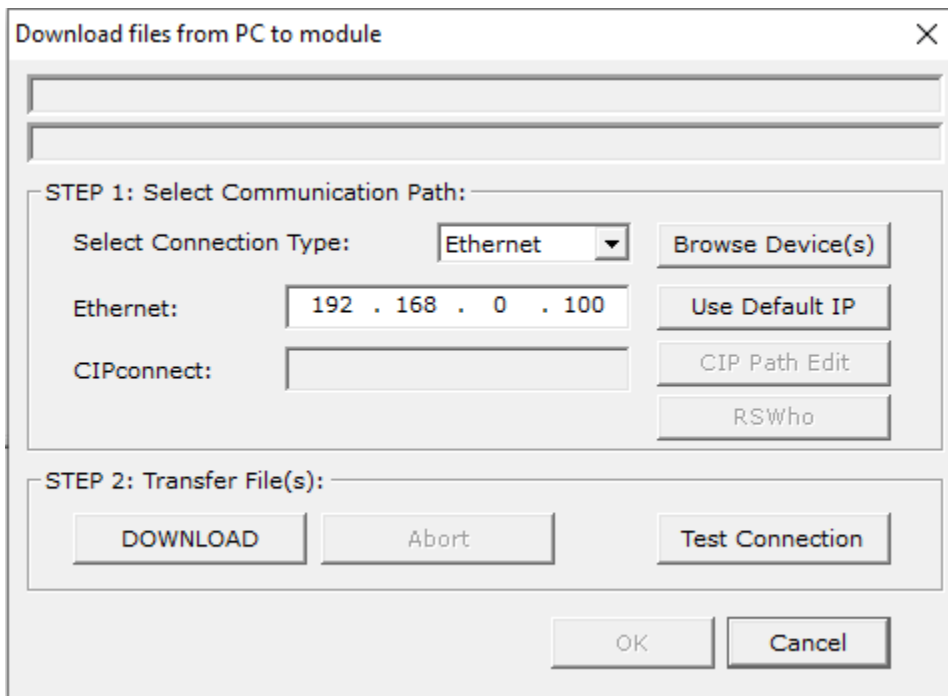 Download files from PC to module
STEP 1: Select Communication Path:
Select Connection Type: Ethernet Browse Device(s)
Ethernet: 192 . 168 . 0 . 100 Use Default IP
CIPconnect: CIP Path Edit
RSWho
STEP 2: Transfer File(s):
DOWNLOAD Abort Test Connection
OK Cancel